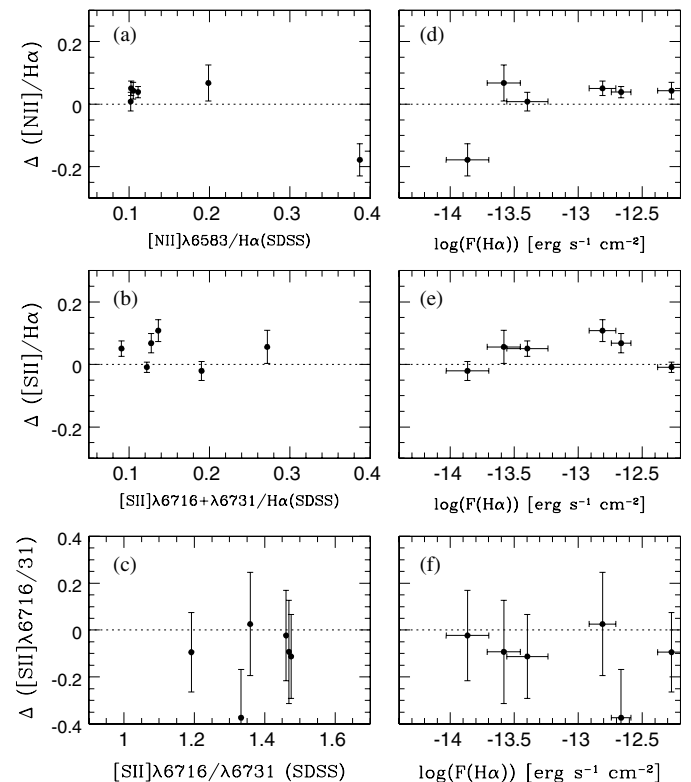 (a)
(d)
0.2
0
-0.2
Δ ([NII]/Hα)
0.1 0.2 0.3 0.4
-14 -13.5 -13 -12.5
[NII]λ6583/Hα(SDSS)
log(F(Hα)) [erg s⁻¹ cm⁻²]
(b)
(e)
0.2
0
-0.2
Δ ([SII]/Hα)
0.1 0.2 0.3 0.4
-14 -13.5 -13 -12.5
[SII]λ6716+λ6731/Hα(SDSS)
log(F(Hα)) [erg s⁻¹ cm⁻²]
(c)
(f)
0.4
0.2
0
-0.2
-0.4
Δ ([SII]λ6716/31)
1 1.2 1.4 1.6
-14 -13.5 -13 -12.5
[SII]λ6716/λ6731 (SDSS)
log(F(Hα)) [erg s⁻¹ cm⁻²]